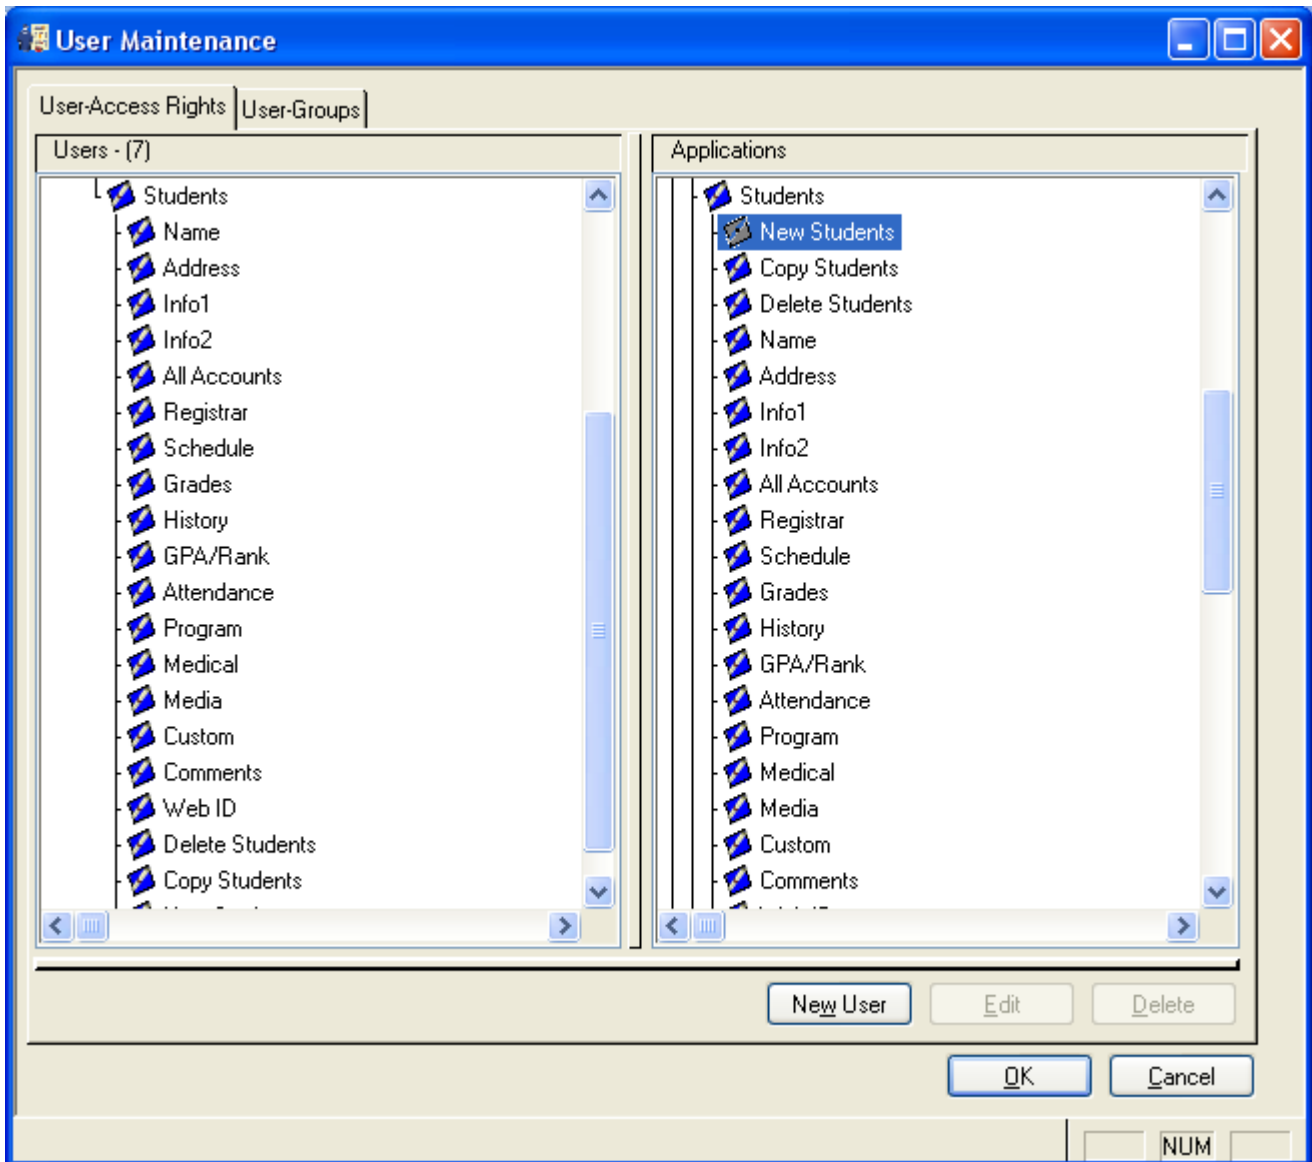 User Maintenance
User-Access Rights
User-Groups
Users - (7)
Students
Name
Address
Info1
Info2
All Accounts
Registrar
Schedule
Grades
History
GPA/Rank
Attendance
Program
Medical
Media
Custom
Comments
Web ID
Delete Students
Copy Students
Applications
Students
New Students
Copy Students
Delete Students
Name
Address
Info1
Info2
All Accounts
Registrar
Schedule
Grades
History
GPA/Rank
Attendance
Program
Medical
Media
Custom
Comments
New User
Edit
Delete
OK
Cancel
NUM